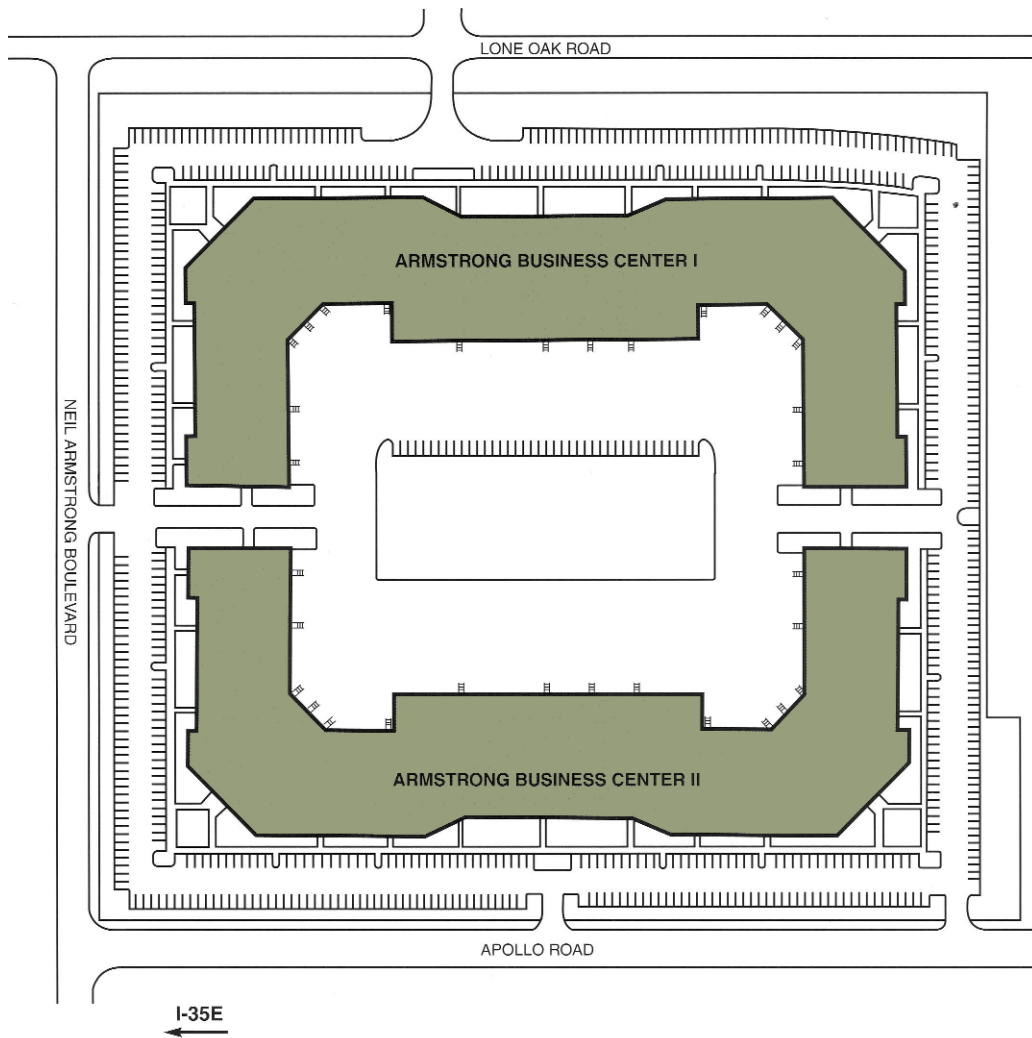 LONE OAK ROAD
ARMSTRONG BUSINESS CENTER I
NEIL ARMSTRONG BOULEVARD
ARMSTRONG BUSINESS CENTER II
APOLLO ROAD
I-35E